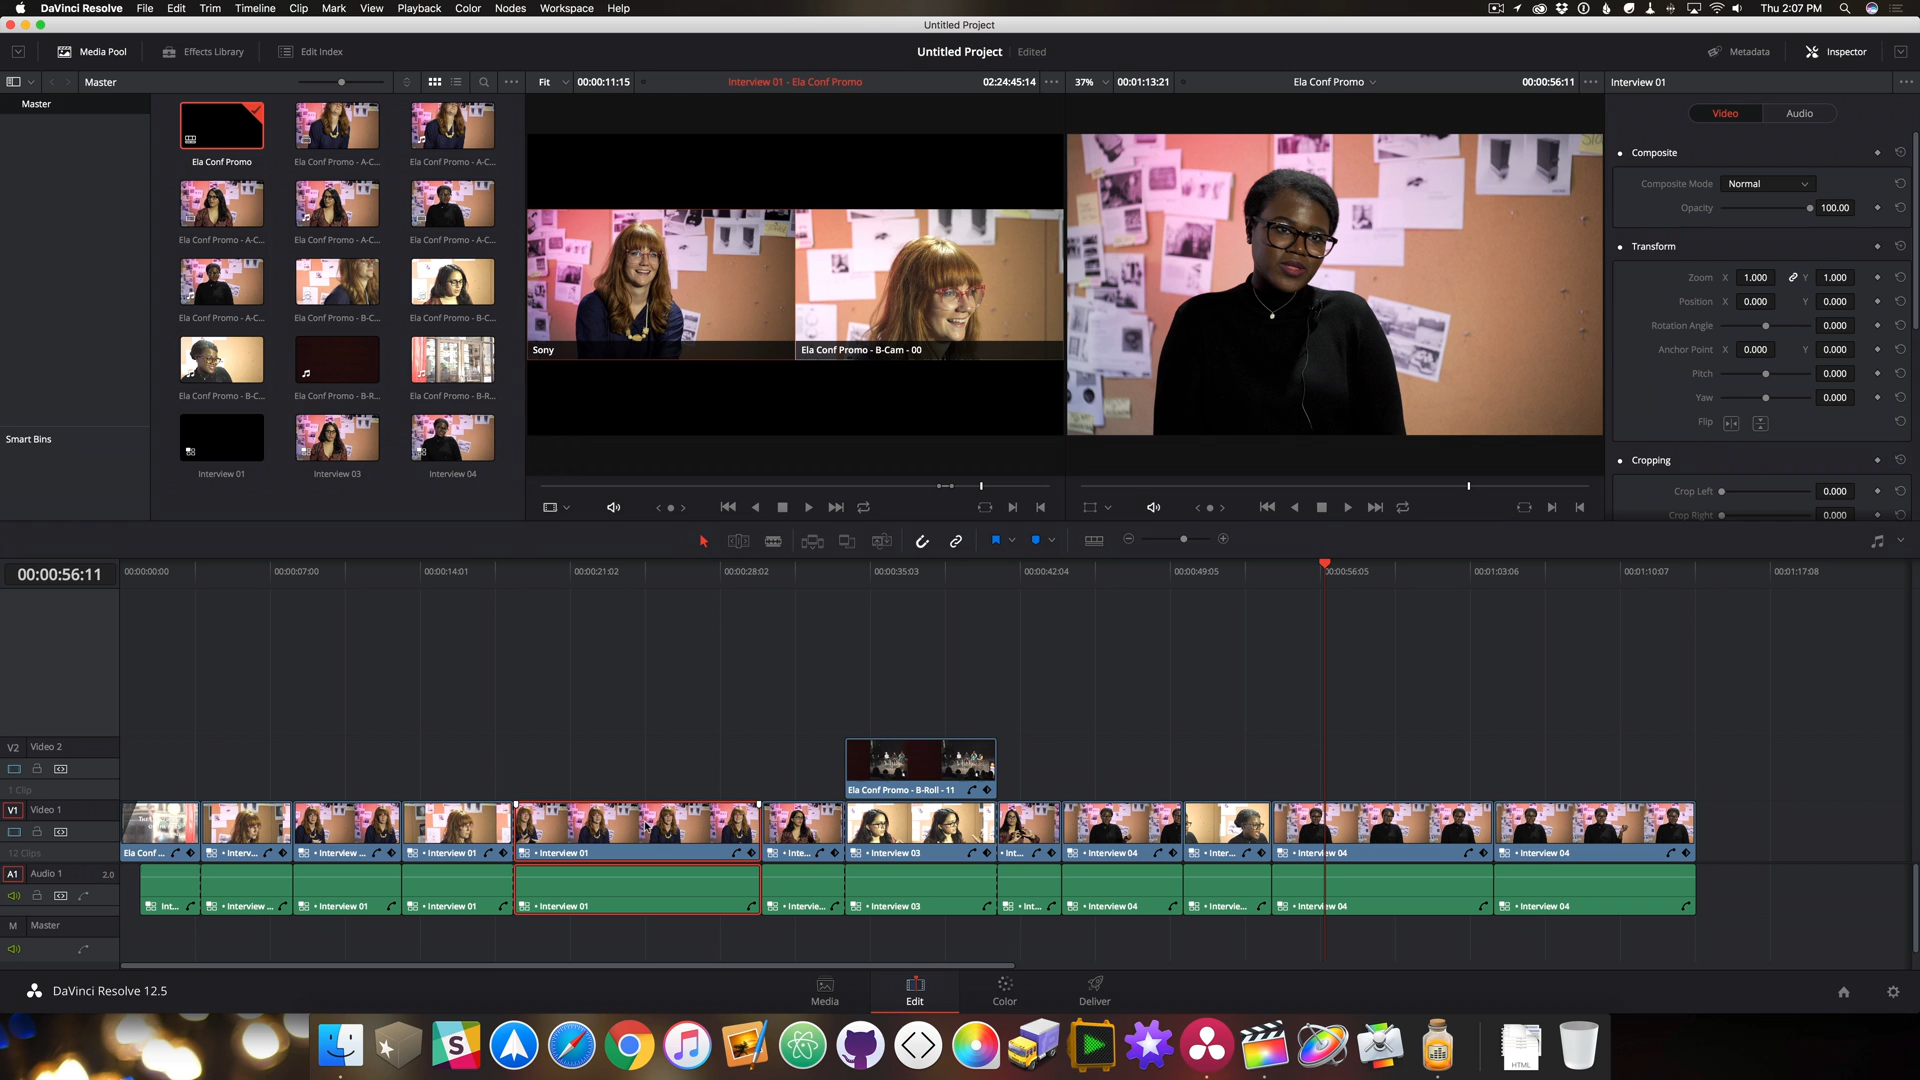 DaVinci Resolve File Edit Trim Timeline Clip Mark View Playback Color Nodes Workspace Help Thu 2:07 PM
Untitled Project
Media Pool Effects Library Edit Index Untitled Project Edited Metadata Inspector
Master Fit 00:00:11:15 Interview 01 - Ela Conf Promo 02:24:45:14 37% 00:01:13:21 Ela Conf Promo 00:00:56:11 Interview 01
Master
Video Audio
Ela Conf Promo Ela Conf Promo - A-C... Ela Conf Promo - A-C...
Composite
Composite Mode Normal
Opacity 100.00
Ela Conf Promo - A-C... Ela Conf Promo - A-C... Ela Conf Promo - A-C...
Transform
Zoom X 1.000 Y 1.000
Position X 0.000 Y 0.000
Ela Conf Promo - A-C... Ela Conf Promo - B-C... Ela Conf Promo - B-C...
Rotation Angle 0.000
Sony Ela Conf Promo - B-Cam - 00
Anchor Point X 0.000 Y 0.000
Pitch 0.000
Ela Conf Promo - B-C... Ela Conf Promo - B-R... Ela Conf Promo - B-R...
Yaw 0.000
Flip
Smart Bins
Cropping
Interview 01 Interview 03 Interview 04
Crop Left 0.000
Crop Right 0.000
00:00:56:11 00:00:00:00 00:00:07:00 00:00:14:01 00:00:21:02 00:00:28:02 00:00:35:03 00:00:42:04 00:00:49:05 00:00:56:05 00:01:03:06 00:01:10:07 00:01:17:08
V2 Video 2
1 Clip
Ela Conf Promo - B-Roll - 11
V1 Video 1
12 Clips
Ela Conf ... • Interv... • Interview ... • Interview 01 • Interview 01 • Inte... • Interview 03 • Int... • Interview 04 • Inter... • Interview 04 • Interview 04
A1 Audio 1 2.0
• Int... • Interview ... • Interview 01 • Interview 01 • Interview 01 • Intervie... • Interview 03 • Int... • Interview 04 • Intervie... • Interview 04 • Interview 04
M Master
DaVinci Resolve 12.5
Media Edit Color Deliver
HTML